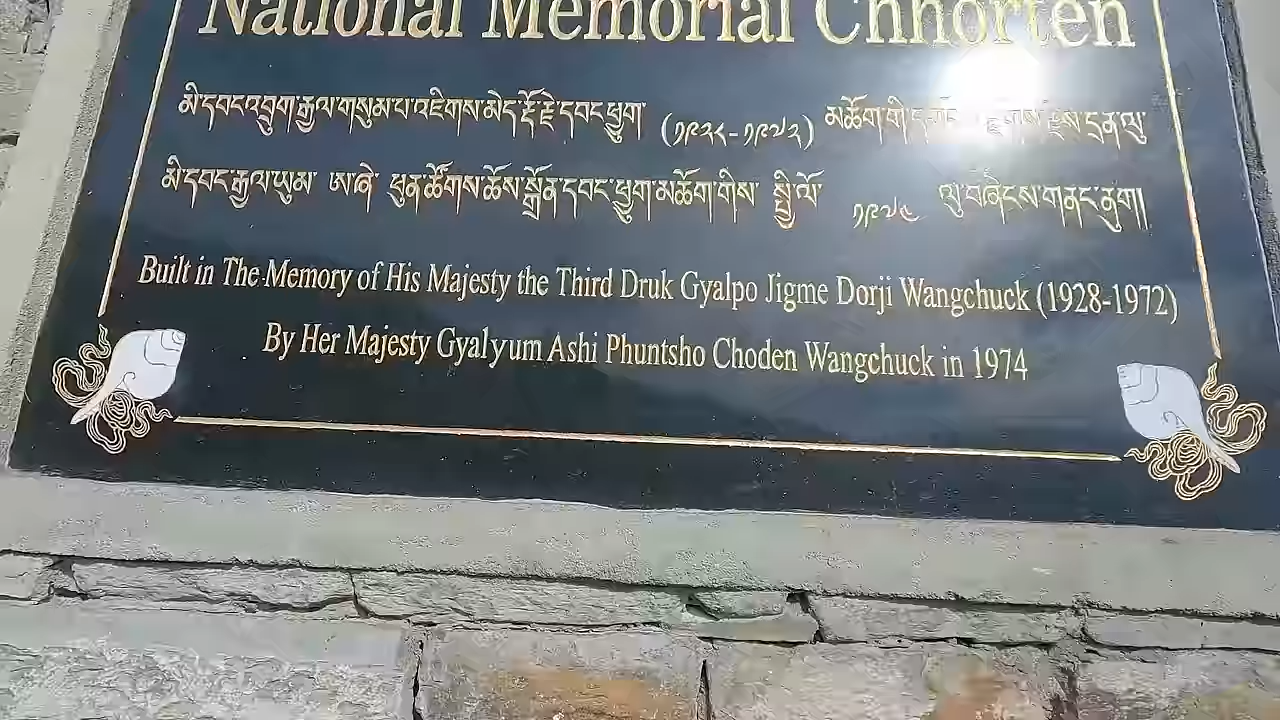 National Memorial Chhorten
མི་དབང་འབྲུག་རྒྱལ་གསུམ་པ་འཇིགས་མེད་རྡོ་རྗེ་དབང་ཕྱུག་ (༡༩༢༨-༡༩༧༢) མཆོག་གི་ རྗེས་དྲན་ལུ་
མི་དབང་རྒྱལ་ཡུམ་ ཨ་ཞེ་ ཕུན་ཚོགས་ཆོས་སྒྲོན་དབང་ཕྱུག་མཆོག་གིས་ སྤྱི་ལོ་ ༡༩༧༤ ལུ་བཞེངས་གནང་ནུག།
Built in The Memory of His Majesty the Third Druk Gyalpo Jigme Dorji Wangchuck (1928-1972)
By Her Majesty Gyalyum Ashi Phuntsho Choden Wangchuck in 1974